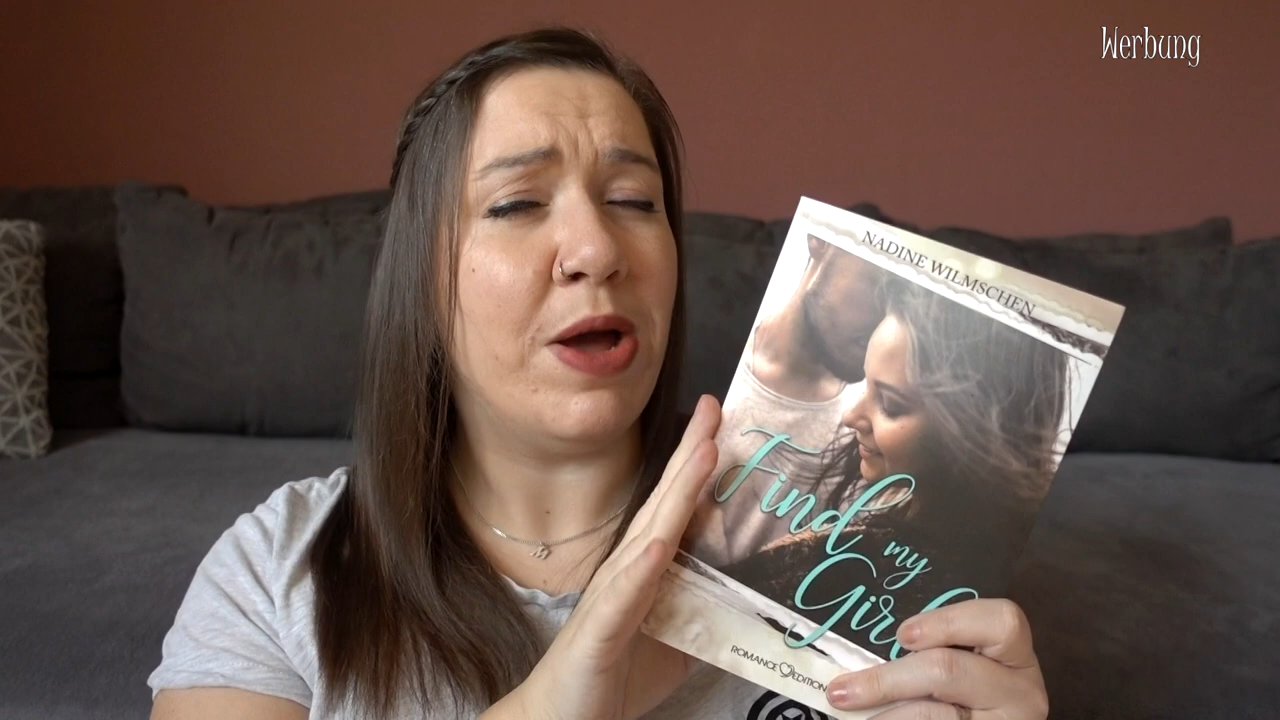 Werbung
NADINE WILMSCHEN
Find
my
Girl
ROMANCE EDITION